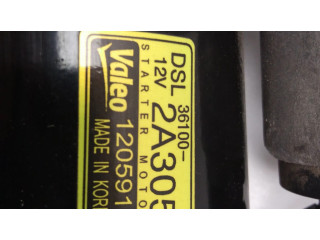 DSL 36100-
12V 2A305
STARTER MOTO
Valeo 120591
MADE IN KOR